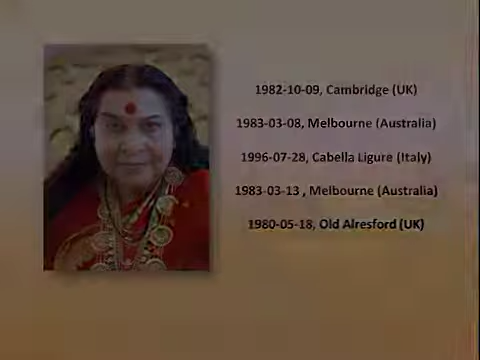 1982-10-09, Cambridge (UK)
1983-03-08, Melbourne (Australia)
1996-07-28, Cabella Ligure (Italy)
1983-03-13 , Melbourne (Australia)
1980-05-18, Old Alresford (UK)